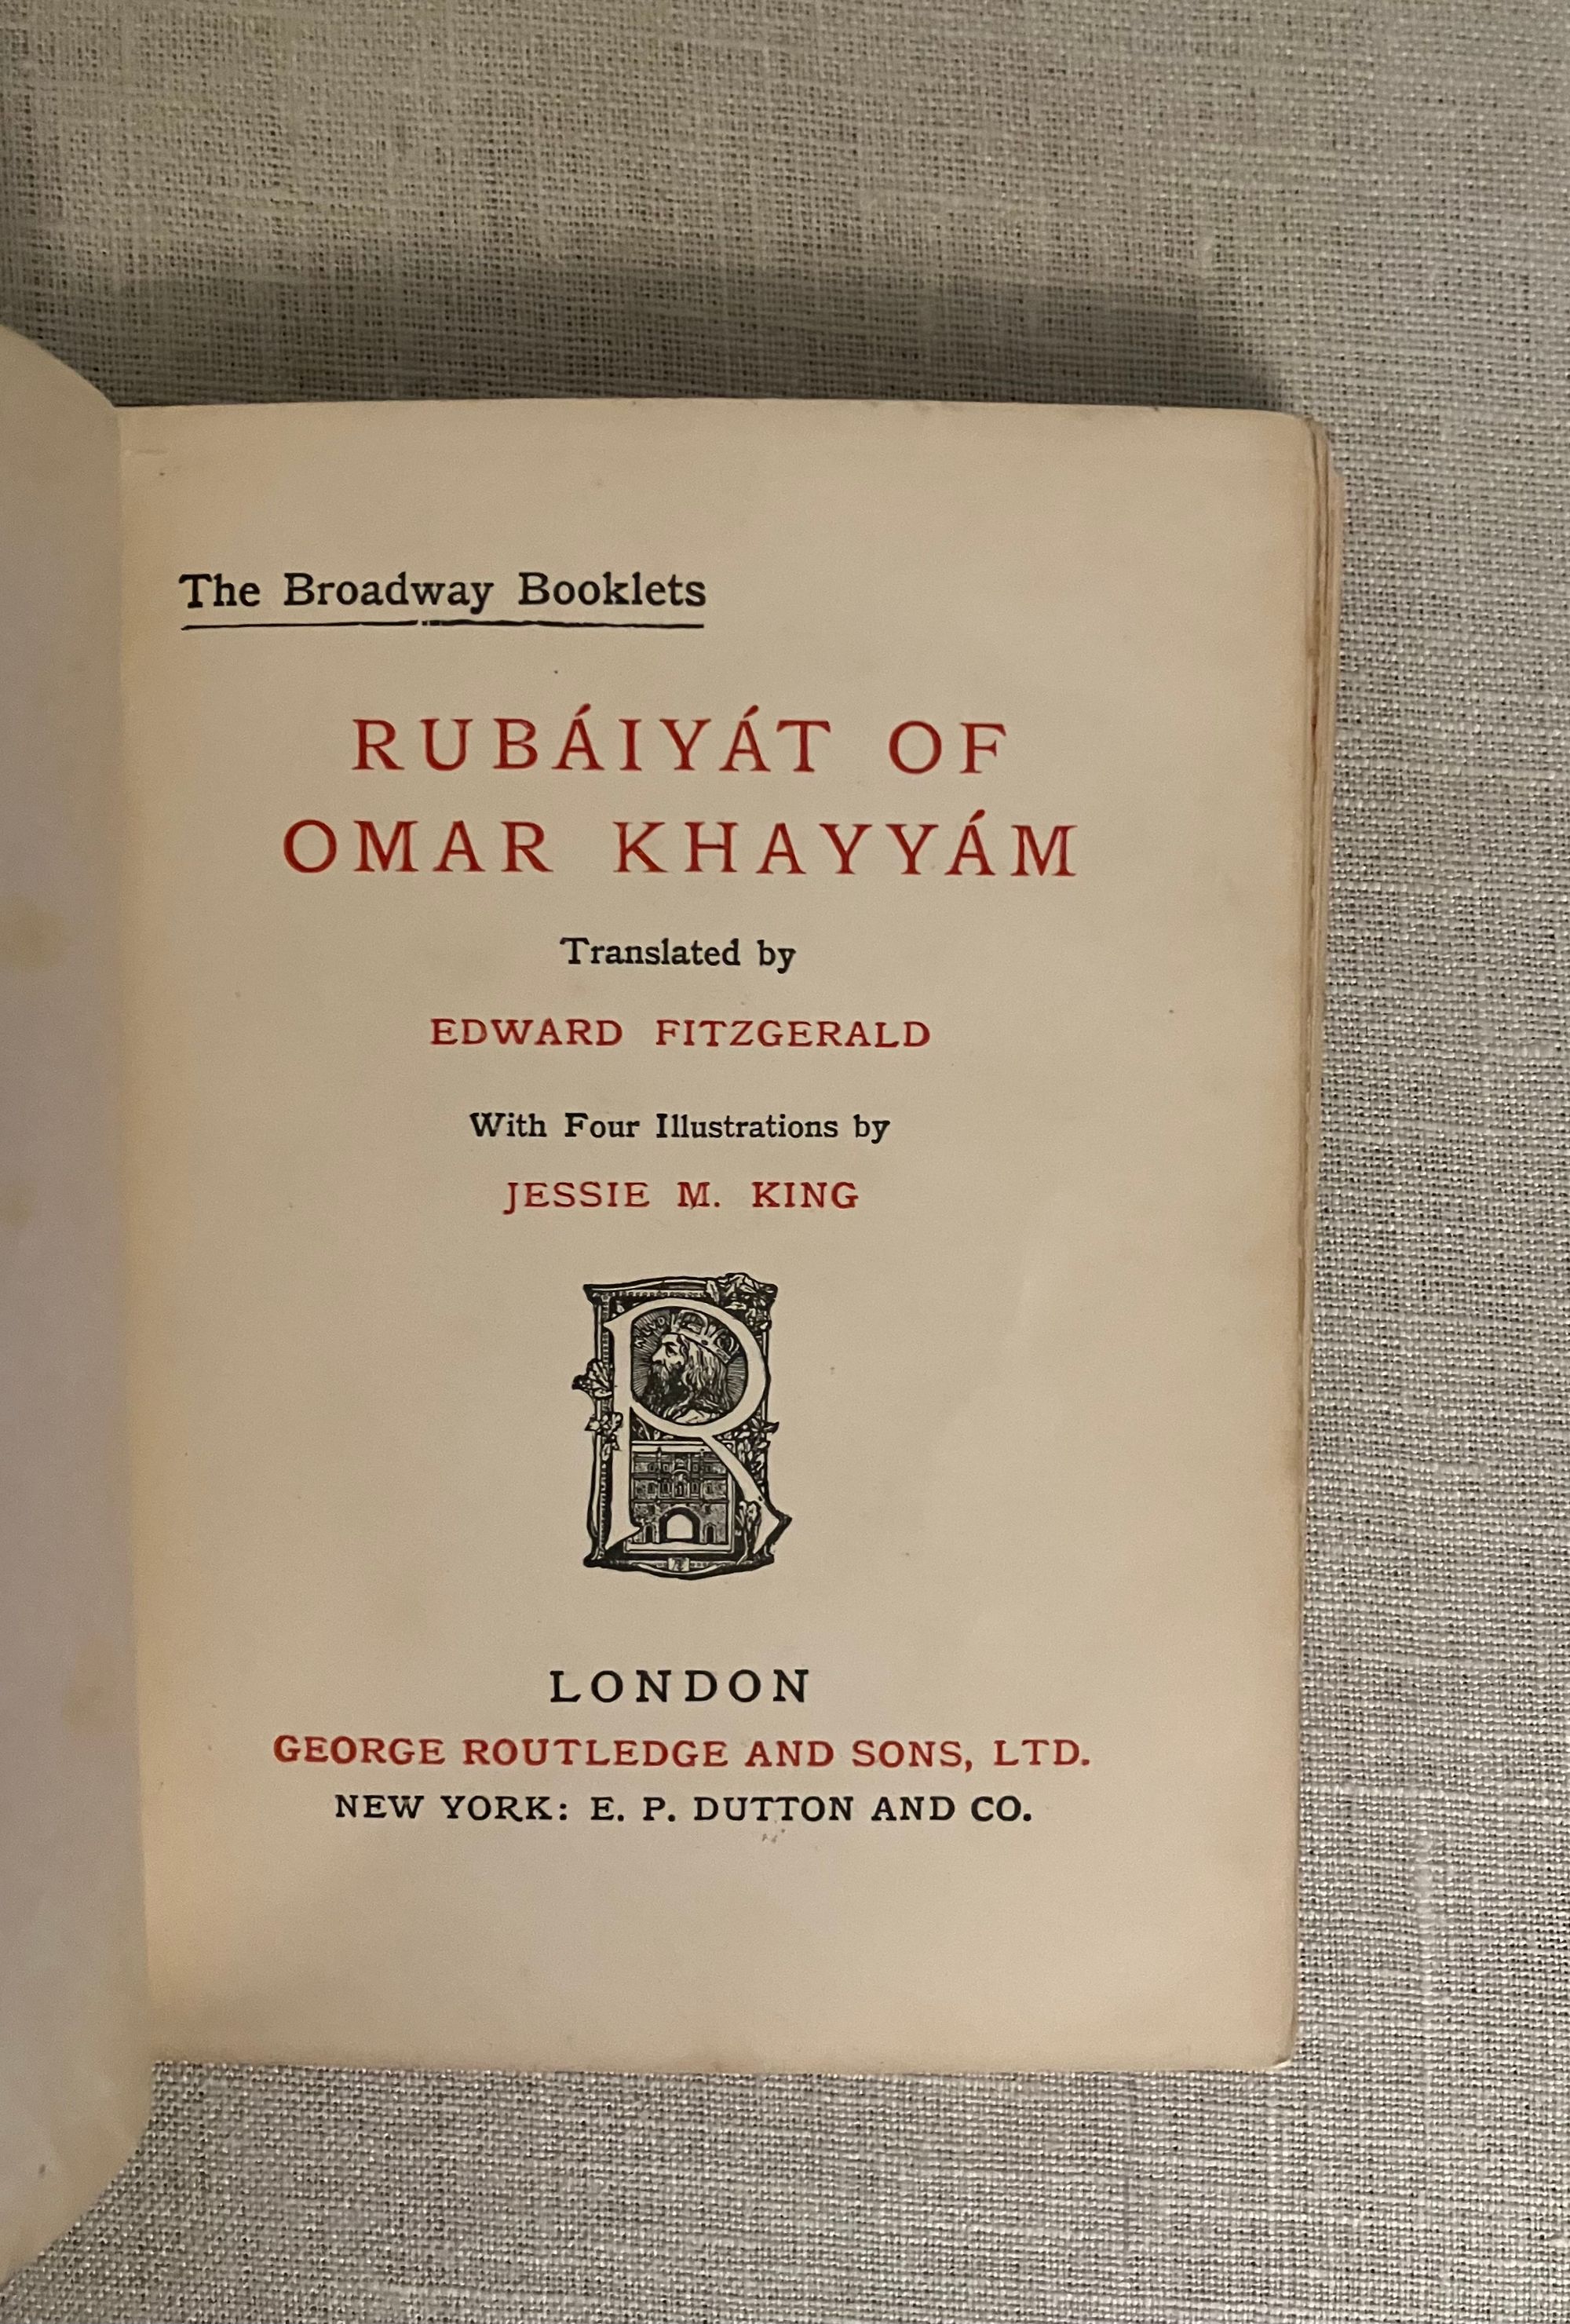 The Broadway Booklets
RUBÁIYÁT OF
OMAR KHAYYÁM
Translated by
EDWARD FITZGERALD
With Four Illustrations by
JESSIE M. KING
R
LONDON
GEORGE ROUTLEDGE AND SONS, LTD.
NEW YORK: E. P. DUTTON AND CO.